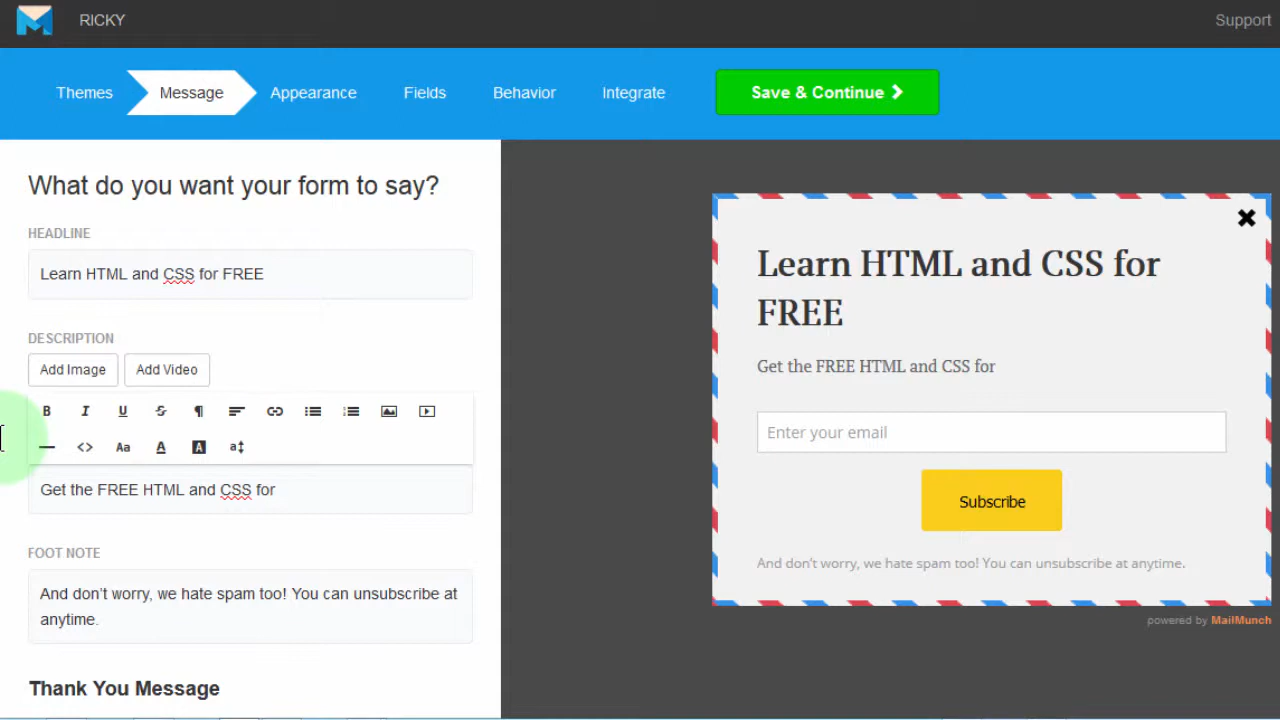 RICKY
Support
Themes
Message
Appearance
Fields
Behavior
Integrate
Save & Continue
What do you want your form to say?
HEADLINE
Learn HTML and CSS for FREE
DESCRIPTION
Add Image
Add Video
B I U S ¶
<> Aa A A a
Get the FREE HTML and CSS for
FOOT NOTE
And don't worry, we hate spam too! You can unsubscribe at
anytime.
Thank You Message
Learn HTML and CSS for
FREE
Get the FREE HTML and CSS for
Enter your email
Subscribe
And don't worry, we hate spam too! You can unsubscribe at anytime.
powered by MailMunch